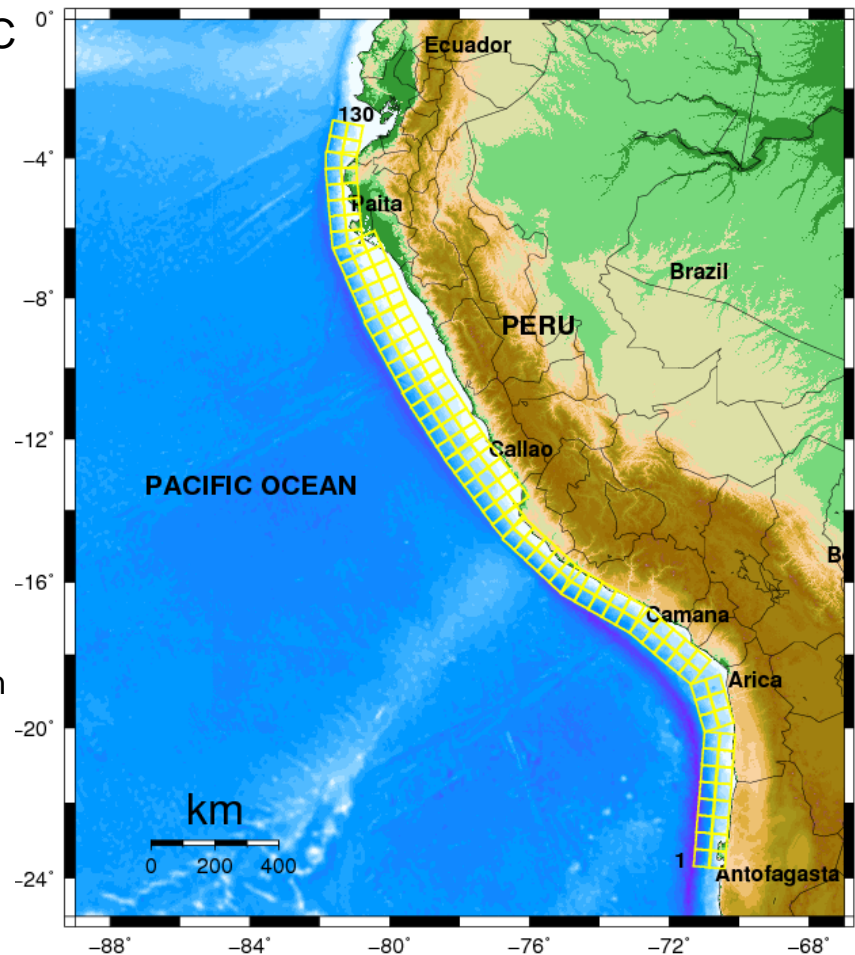 C
0°
Ecuador
130
−4°
Paita
Brazil
−8°
PERU
−12°
Callao
PACIFIC OCEAN
B
−16°
Camana
n
Arica
−20°
km
0 200 400
1
Antofagasta
−24°
−88° −84° −80° −76° −72° −68°